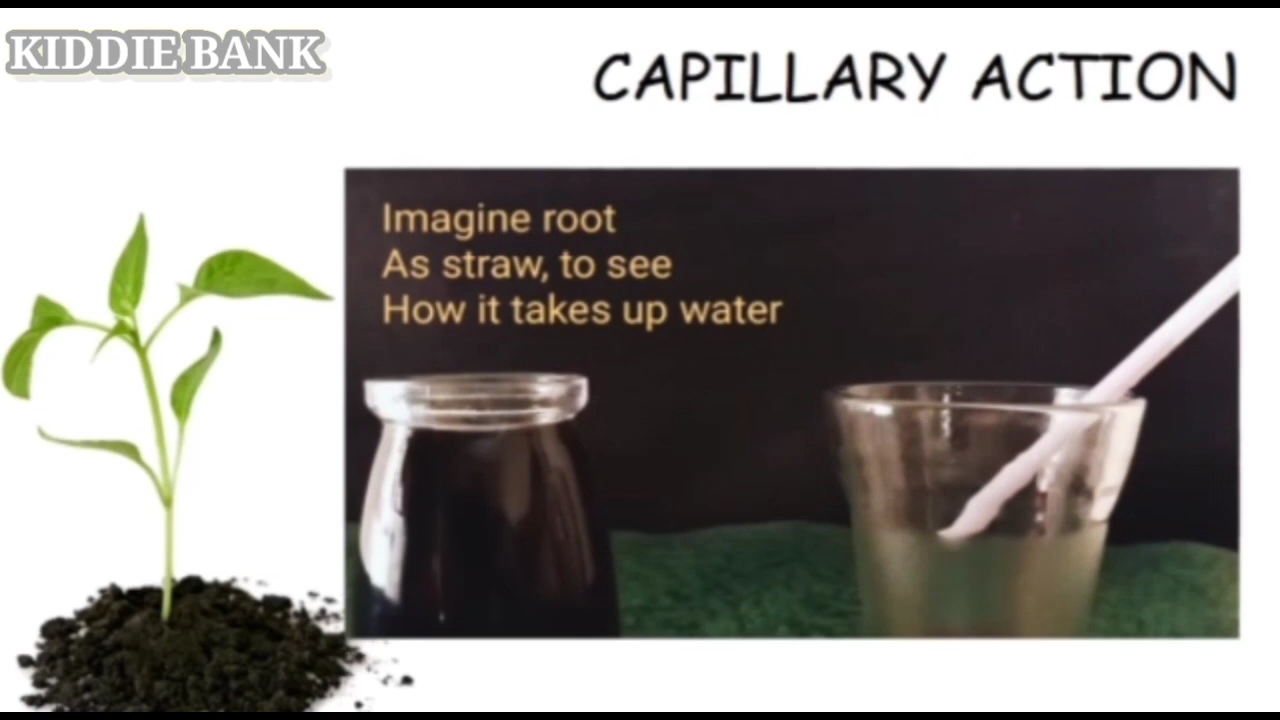 KIDDIE BANK
CAPILLARY ACTION
Imagine root
As straw, to see
How it takes up water